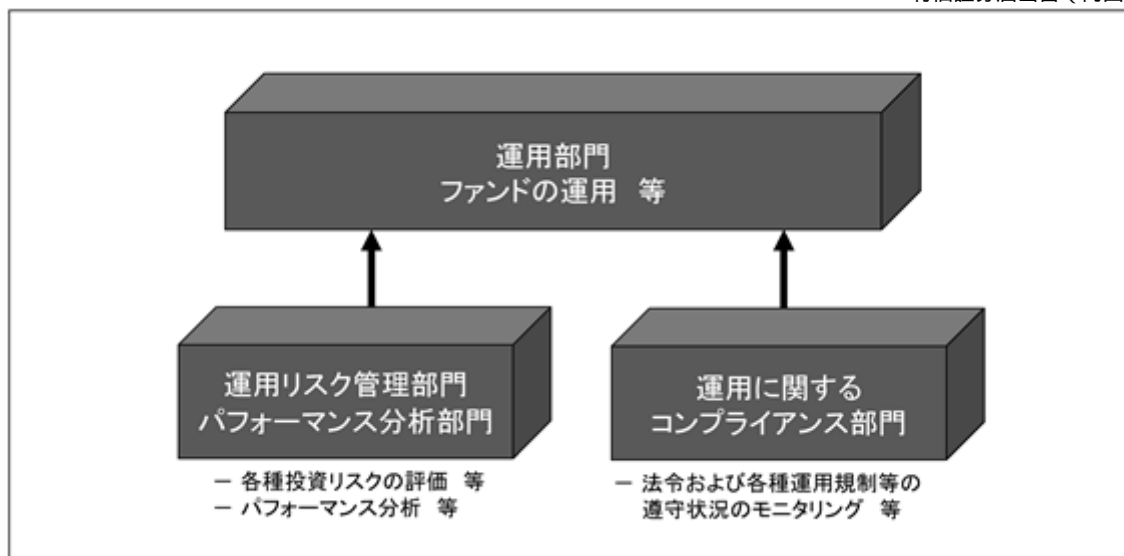 運用部門
ファンドの運用 等
運用リスク管理部門
パフォーマンス分析部門
－ 各種投資リスクの評価 等
－ パフォーマンス分析 等
運用に関する
コンプライアンス部門
－ 法令および各種運用規制等の
遵守状況のモニタリング 等